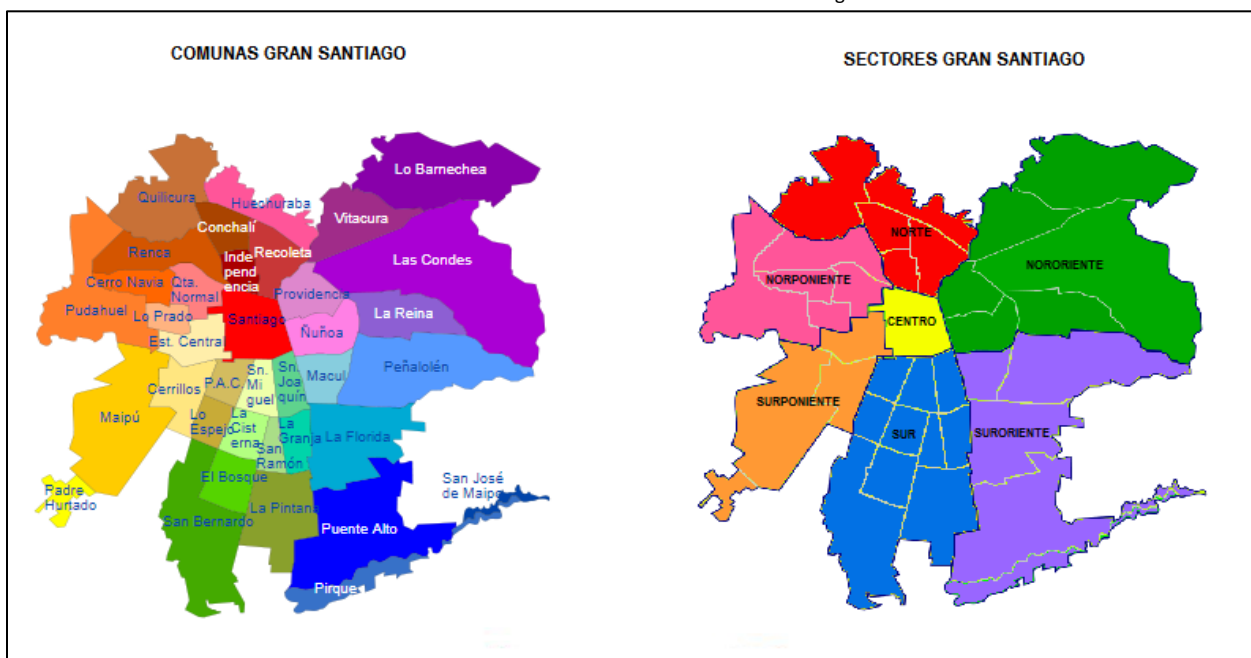 COMUNAS GRAN SANTIAGO
SECTORES GRAN SANTIAGO
Lo Barnechea
Quilicura
Huechuraba
Vitacura
Conchalí
Renca
Recoleta
Inde
pend
encia
Las Condes
Cerro Navia
Qta.
Normal
Providencia
Pudahuel
Lo Prado
Santiago
La Reina
Ñuñoa
Est. Central
Peñalolén
Macul
Sn.
Joa
quín
Sn.
Mi
guel
P.A.C.
Cerrillos
Maipú
Lo
Espejo
La
Cist
erna
La
Granja
San
Ramón
La Florida
El Bosque
San José
de Maipo
Padre
Hurtado
La Pintana
San Bernardo
Puente Alto
Pirque
NORTE
NORORIENTE
NORPONIENTE
CENTRO
SURPONIENTE
SUR
SURORIENTE